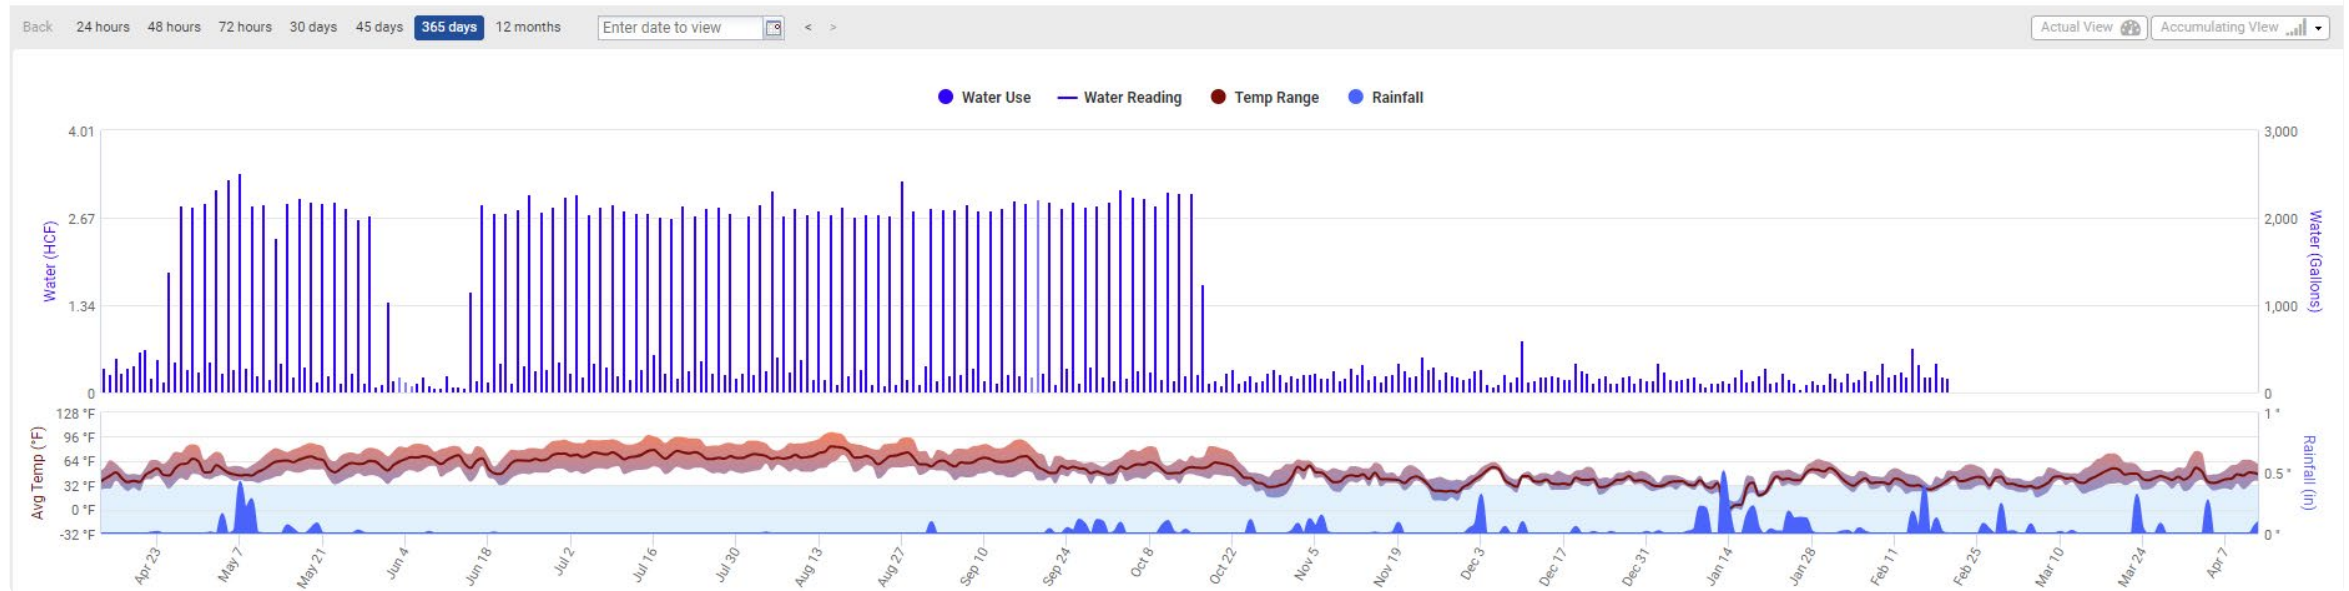 Back 24 hours 48 hours 72 hours 30 days 45 days 365 days 12 months Enter date to view < > Actual View Accumulating VIew
Water Use Water Reading Temp Range Rainfall
4.01 3,000
2.67 2,000
1.34 1,000
0 0
Water (HCF)
Water (Gallons)
128 °F 1 "
96 °F
64 °F 0.5 "
32 °F
0 °F
-32 °F 0 "
Avg Temp (°F)
Rainfall (in)
Apr 23 May 7 May 21 Jun 4 Jun 18 Jul 2 Jul 16 Jul 30 Aug 13 Aug 27 Sep 10 Sep 24 Oct 8 Oct 22 Nov 5 Nov 19 Dec 3 Dec 17 Dec 31 Jan 14 Jan 28 Feb 11 Feb 25 Mar 10 Mar 24 Apr 7